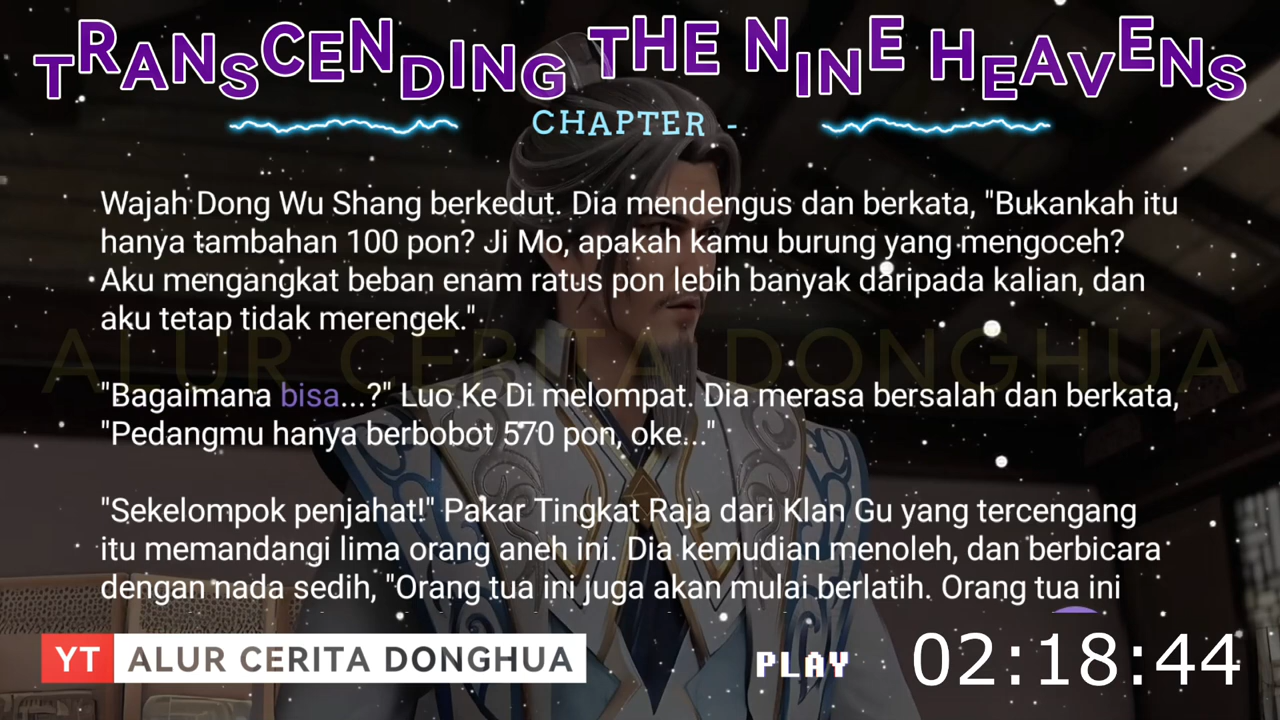 TRANSCENDING THE NINE HEAVENS
CHAPTER -
Wajah Dong Wu Shang berkedut. Dia mendengus dan berkata, "Bukankah itu
hanya tambahan 100 pon? Ji Mo, apakah kamu burung yang mengoceh?
Aku mengangkat beban enam ratus pon lebih banyak daripada kalian, dan
aku tetap tidak merengek."
ALUR CERITA DONGHUA
"Bagaimana bisa...?" Luo Ke Di melompat. Dia merasa bersalah dan berkata,
"Pedangmu hanya berbobot 570 pon, oke..."
"Sekelompok penjahat!" Pakar Tingkat Raja dari Klan Gu yang tercengang
itu memandangi lima orang aneh ini. Dia kemudian menoleh, dan berbicara
dengan nada sedih, "Orang tua ini juga akan mulai berlatih. Orang tua ini
YT ALUR CERITA DONGHUA
PLAY 02:18:44